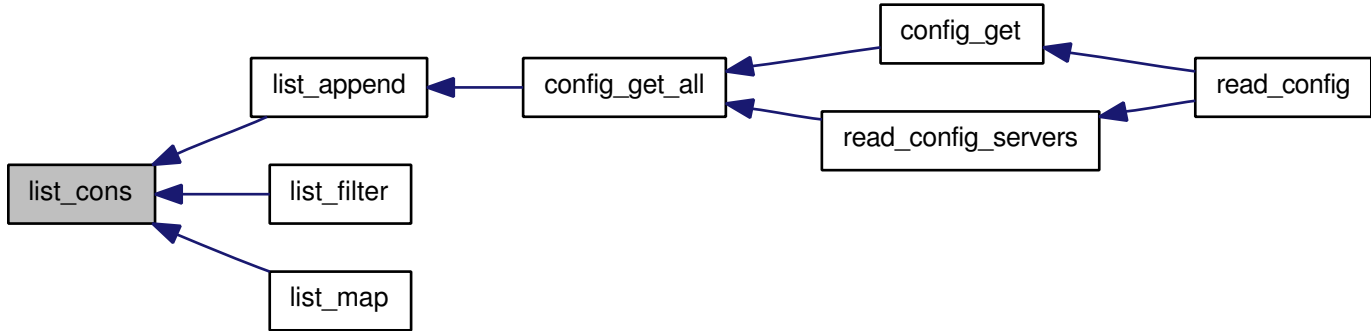 list_cons
list_append
list_filter
list_map
config_get_all
config_get
read_config_servers
read_config